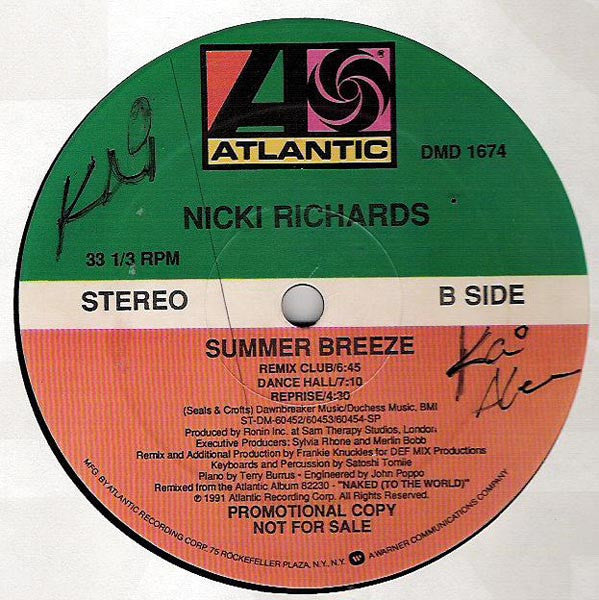 ATLANTIC
®
DMD 1674
Kai
NICKI RICHARDS
33 1/3 RPM
STEREO
B SIDE
SUMMER BREEZE
REMIX CLUB/6:45
DANCE HALL/7:10
REPRISE/4:30
Kai
(Seals & Crofts) Dawnbreaker Music/Duchess Music, BMI
ST-DM-60452/60453/60454-SP
Produced by Ronin Inc. at Sam Therapy Studios, London
Executive Producers: Sylvia Rhone and Merlin Bobb
Remix and Additional Production by Frankie Knuckles for DEF MIX Productions
Keyboards and Percussion by Satoshi Tomiie
Piano by Terry Burrus - Engineered by John Poppo
Remixed from the Atlantic Album 82230 - "NAKED (TO THE WORLD)"
℗ 1991 Atlantic Recording Corp. All Rights Reserved.
PROMOTIONAL COPY
NOT FOR SALE
MFG. BY ATLANTIC RECORDING CORP. 75 ROCKEFELLER PLAZA, N.Y., N.Y. A WARNER COMMUNICATIONS COMPANY